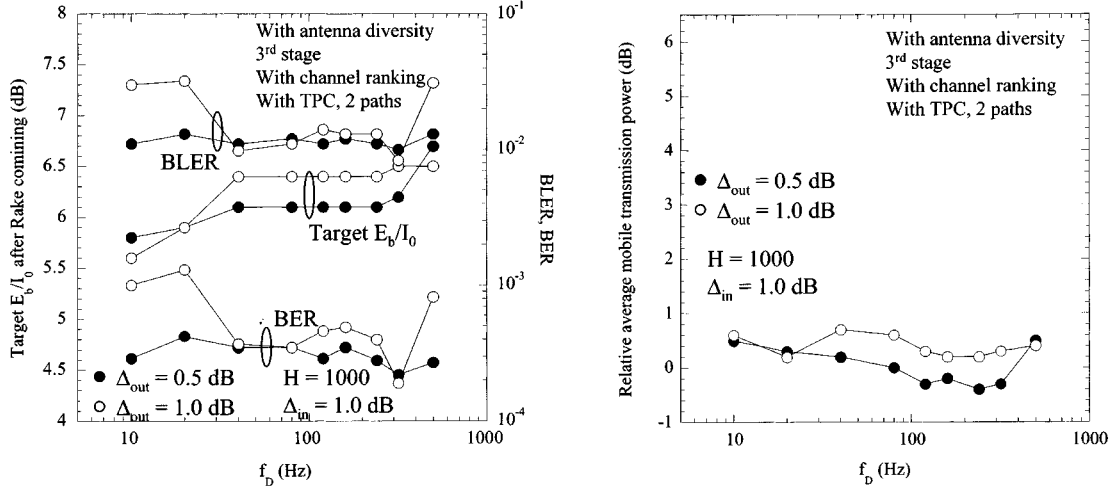 8
7.5
7
6.5
6
5.5
5
4.5
4
Target E_b/I_0 after Rake comining (dB)
With antenna diversity
3rd stage
With channel ranking
With TPC, 2 paths
BLER
Target E_b/I_0
BER
Δ_out = 0.5 dB
Δ_out = 1.0 dB
H = 1000
Δ_in = 1.0 dB
10^-1
10^-2
10^-3
10^-4
BLER, BER
10
100
1000
f_D (Hz)
6
5
4
3
2
1
0
-1
Relative average mobile transmission power (dB)
With antenna diversity
3rd stage
With channel ranking
With TPC, 2 paths
Δ_out = 0.5 dB
Δ_out = 1.0 dB
H = 1000
Δ_in = 1.0 dB
10
100
1000
f_D (Hz)